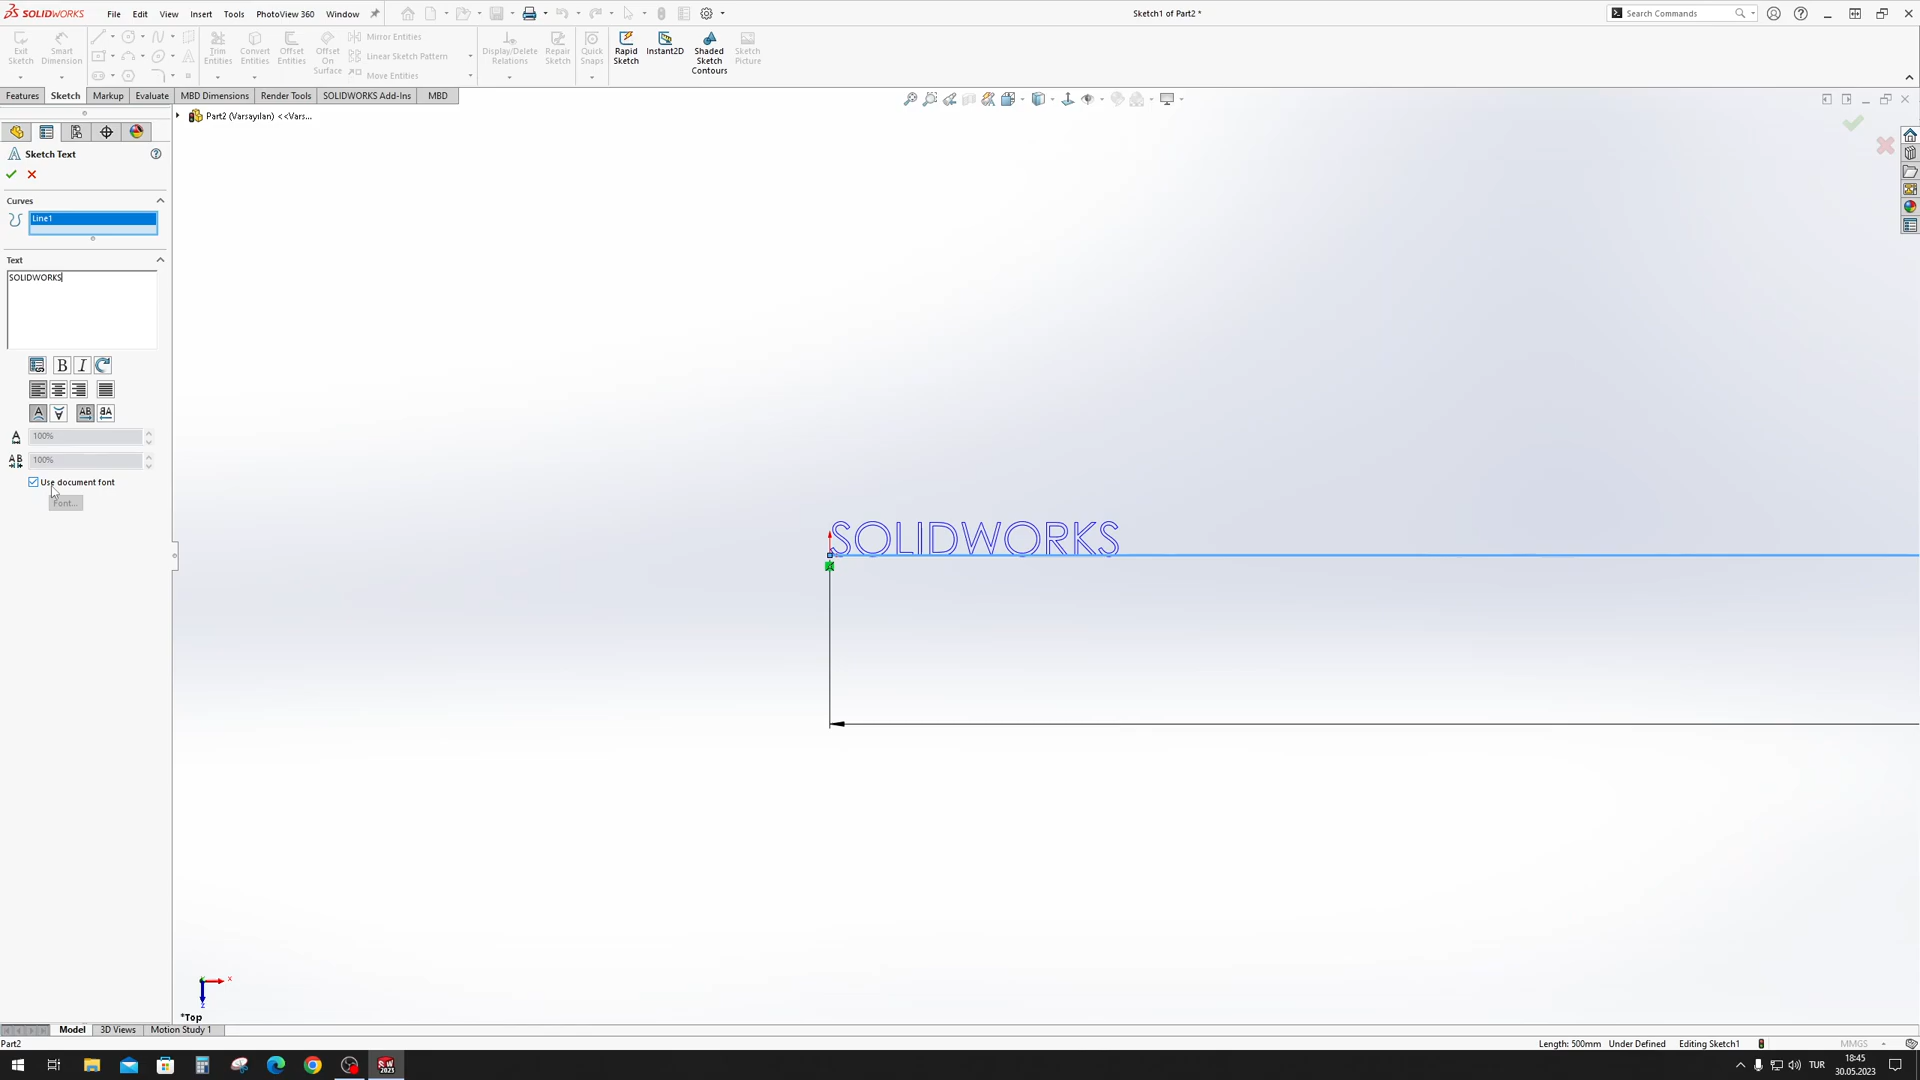 SOLIDWORKS File Edit View Insert Tools PhotoView 360 Window Sketch1 of Part2 * Search Commands
Exit Sketch Smart Dimension Trim Entities Convert Entities Offset Entities Offset On Surface Mirror Entities Linear Sketch Pattern Move Entities Display/Delete Relations Repair Sketch Quick Snaps Rapid Sketch Instant2D Shaded Sketch Contours Sketch Picture
Features Sketch Markup Evaluate MBD Dimensions Render Tools SOLIDWORKS Add-Ins MBD
Part2 (Varsayılan) <<Vars...
Sketch Text
Curves
Line1
Text
SOLIDWORKS
B I
100%
100%
Use document font
Font...
SOLIDWORKS
*Top
Model 3D Views Motion Study 1
Part2 Length: 500mm Under Defined Editing Sketch1 MMGS
TUR 18:45
30.05.2023